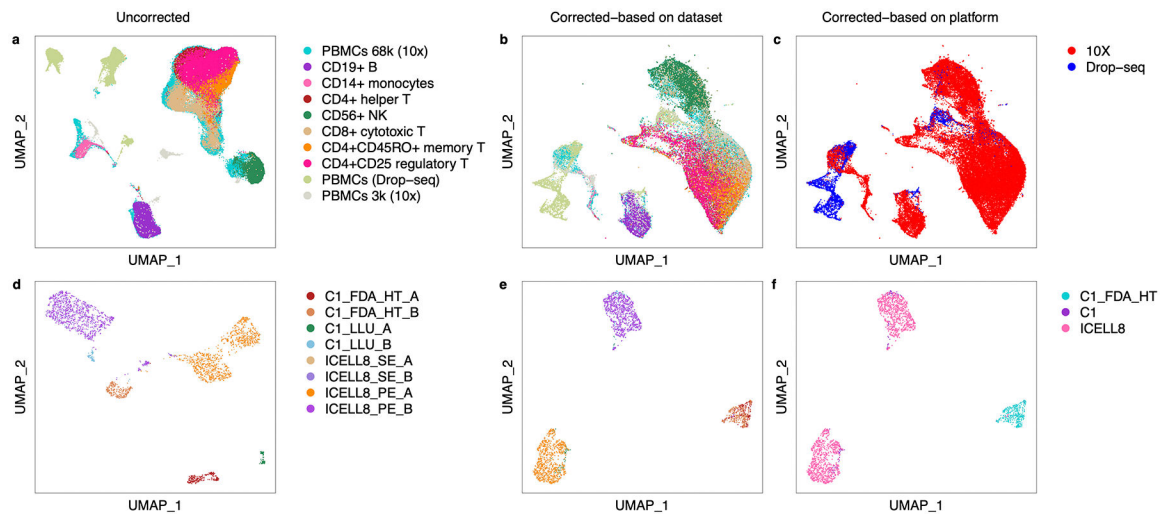 Uncorrected
Corrected-based on dataset
Corrected-based on platform
a
UMAP_2
UMAP_1
PBMCs 68k (10x)
CD19+ B
CD14+ monocytes
CD4+ helper T
CD56+ NK
CD8+ cytotoxic T
CD4+CD45RO+ memory T
CD4+CD25 regulatory T
PBMCs (Drop-seq)
PBMCs 3k (10x)
b
UMAP_2
UMAP_1
c
UMAP_1
10X
Drop-seq
d
UMAP_2
UMAP_1
C1_FDA_HT_A
C1_FDA_HT_B
C1_LLU_A
C1_LLU_B
ICELL8_SE_A
ICELL8_SE_B
ICELL8_PE_A
ICELL8_PE_B
e
UMAP_2
UMAP_1
f
UMAP_1
C1_FDA_HT
C1
ICELL8